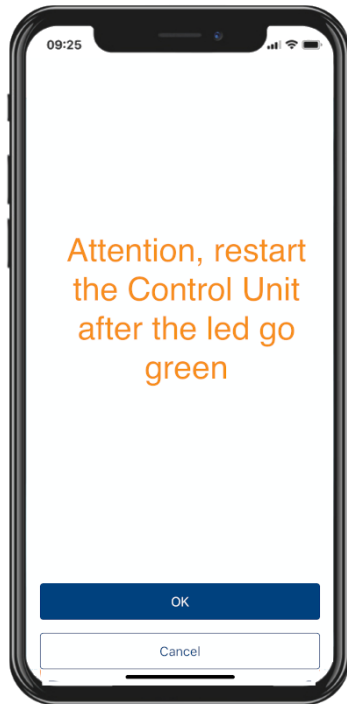 09:25
Attention, restart
the Control Unit
after the led go
green
OK
Cancel